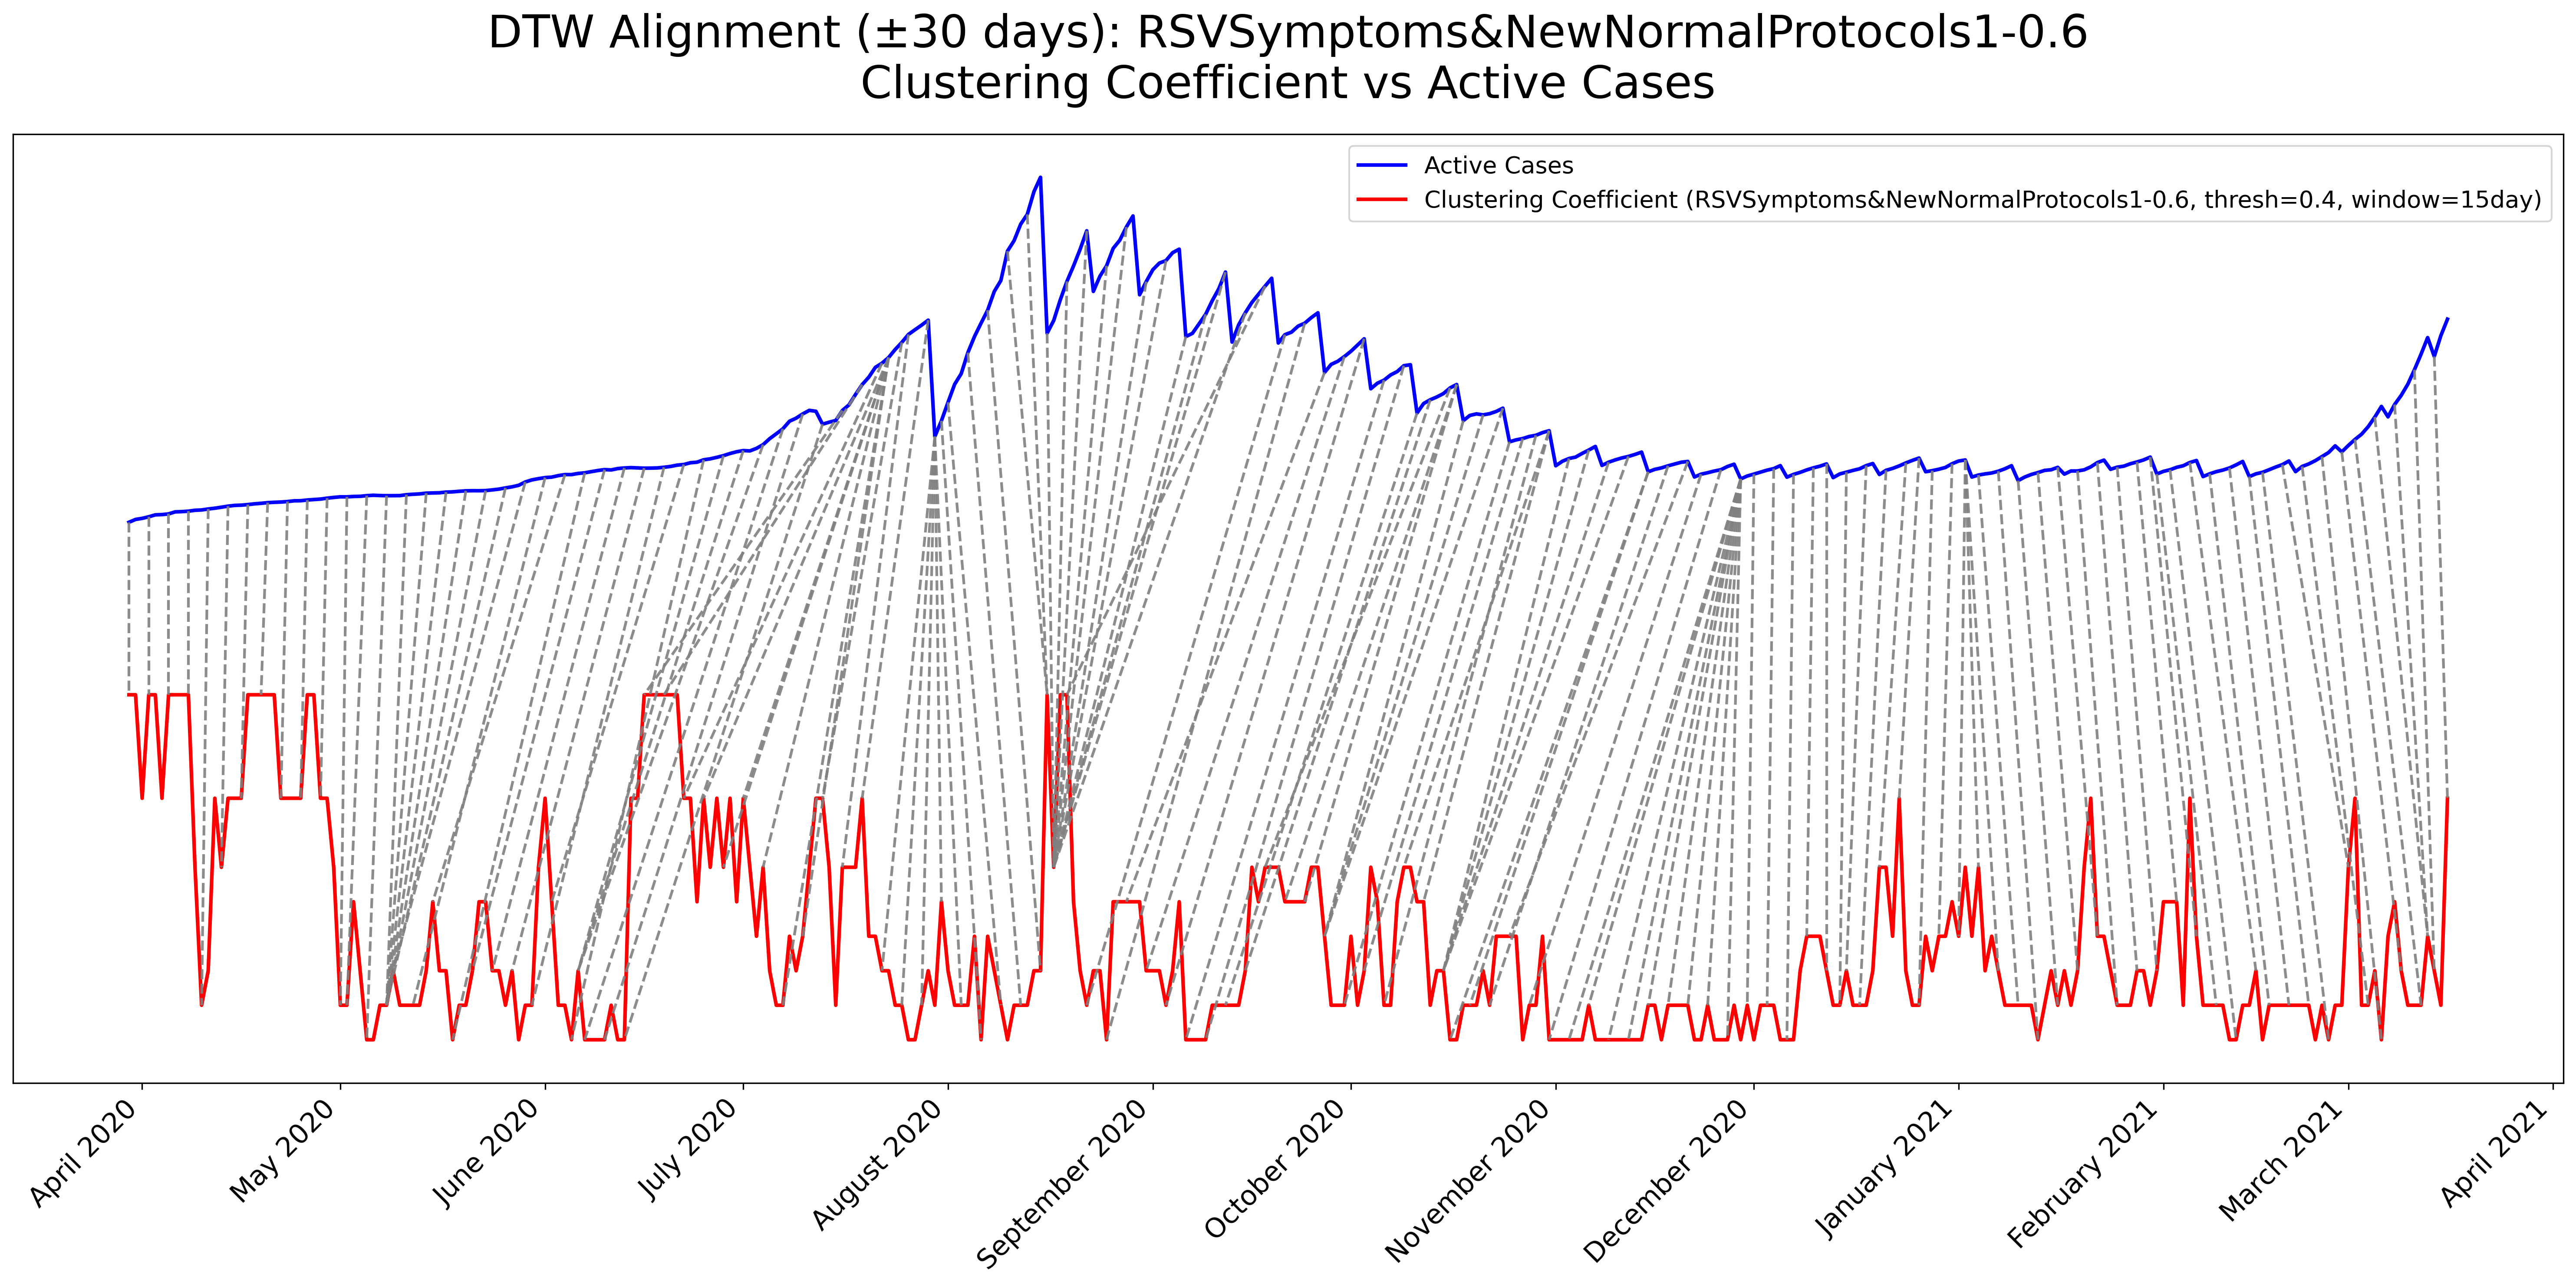 DTW Alignment (±30 days): RSVSymptoms&NewNormalProtocols1-0.6
Clustering Coefficient vs Active Cases
Active Cases
Clustering Coefficient (RSVSymptoms&NewNormalProtocols1-0.6, thresh=0.4, window=15day)
April 2020
May 2020
June 2020
July 2020
August 2020
September 2020
October 2020
November 2020
December 2020
January 2021
February 2021
March 2021
April 2021